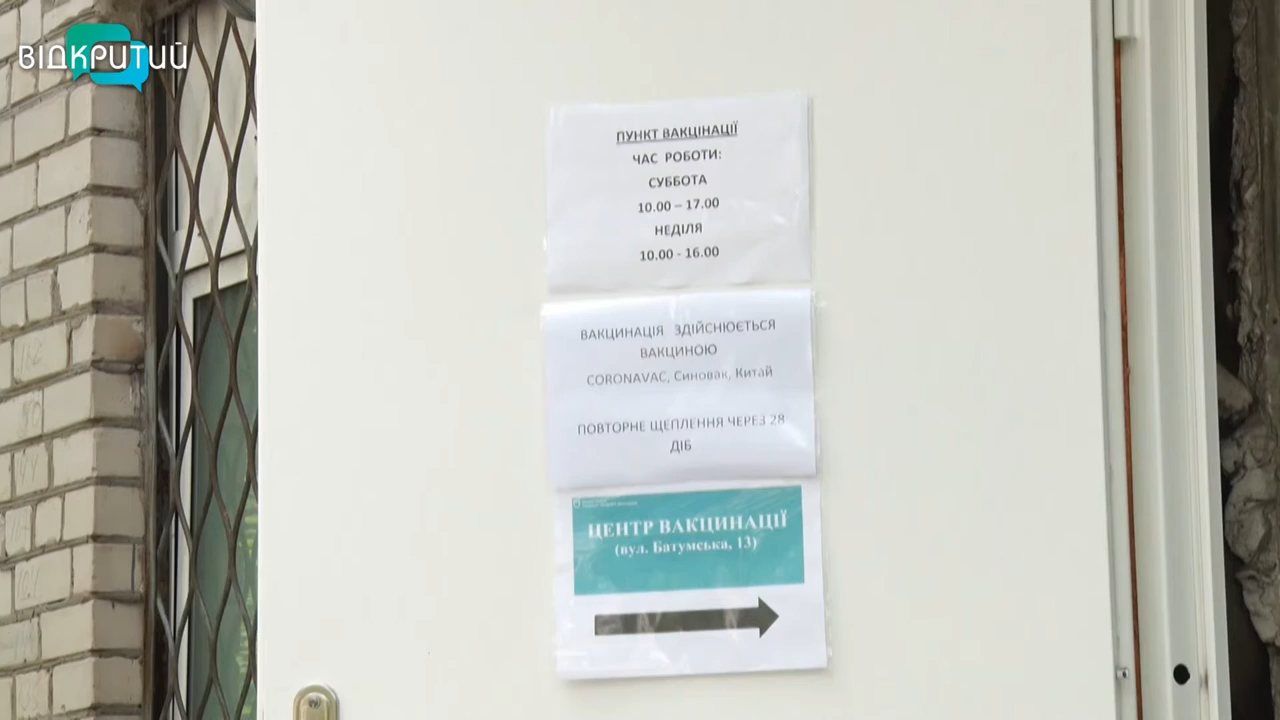 ВІДКРИТИЙ
ПУНКТ ВАКЦІНАЦІЇ
ЧАС РОБОТИ:
СУББОТА
10.00 – 17.00
НЕДІЛЯ
10.00 - 16.00
ВАКЦИНАЦІЯ ЗДІЙСНЮЄТЬСЯ
ВАКЦИНОЮ
CORONAVAC, Синовак, Китай
ПОВТОРНЕ ЩЕПЛЕННЯ ЧЕРЕЗ 28
ДІБ
ЦЕНТР ВАКЦИНАЦІЇ
(вул. Батумська, 13)